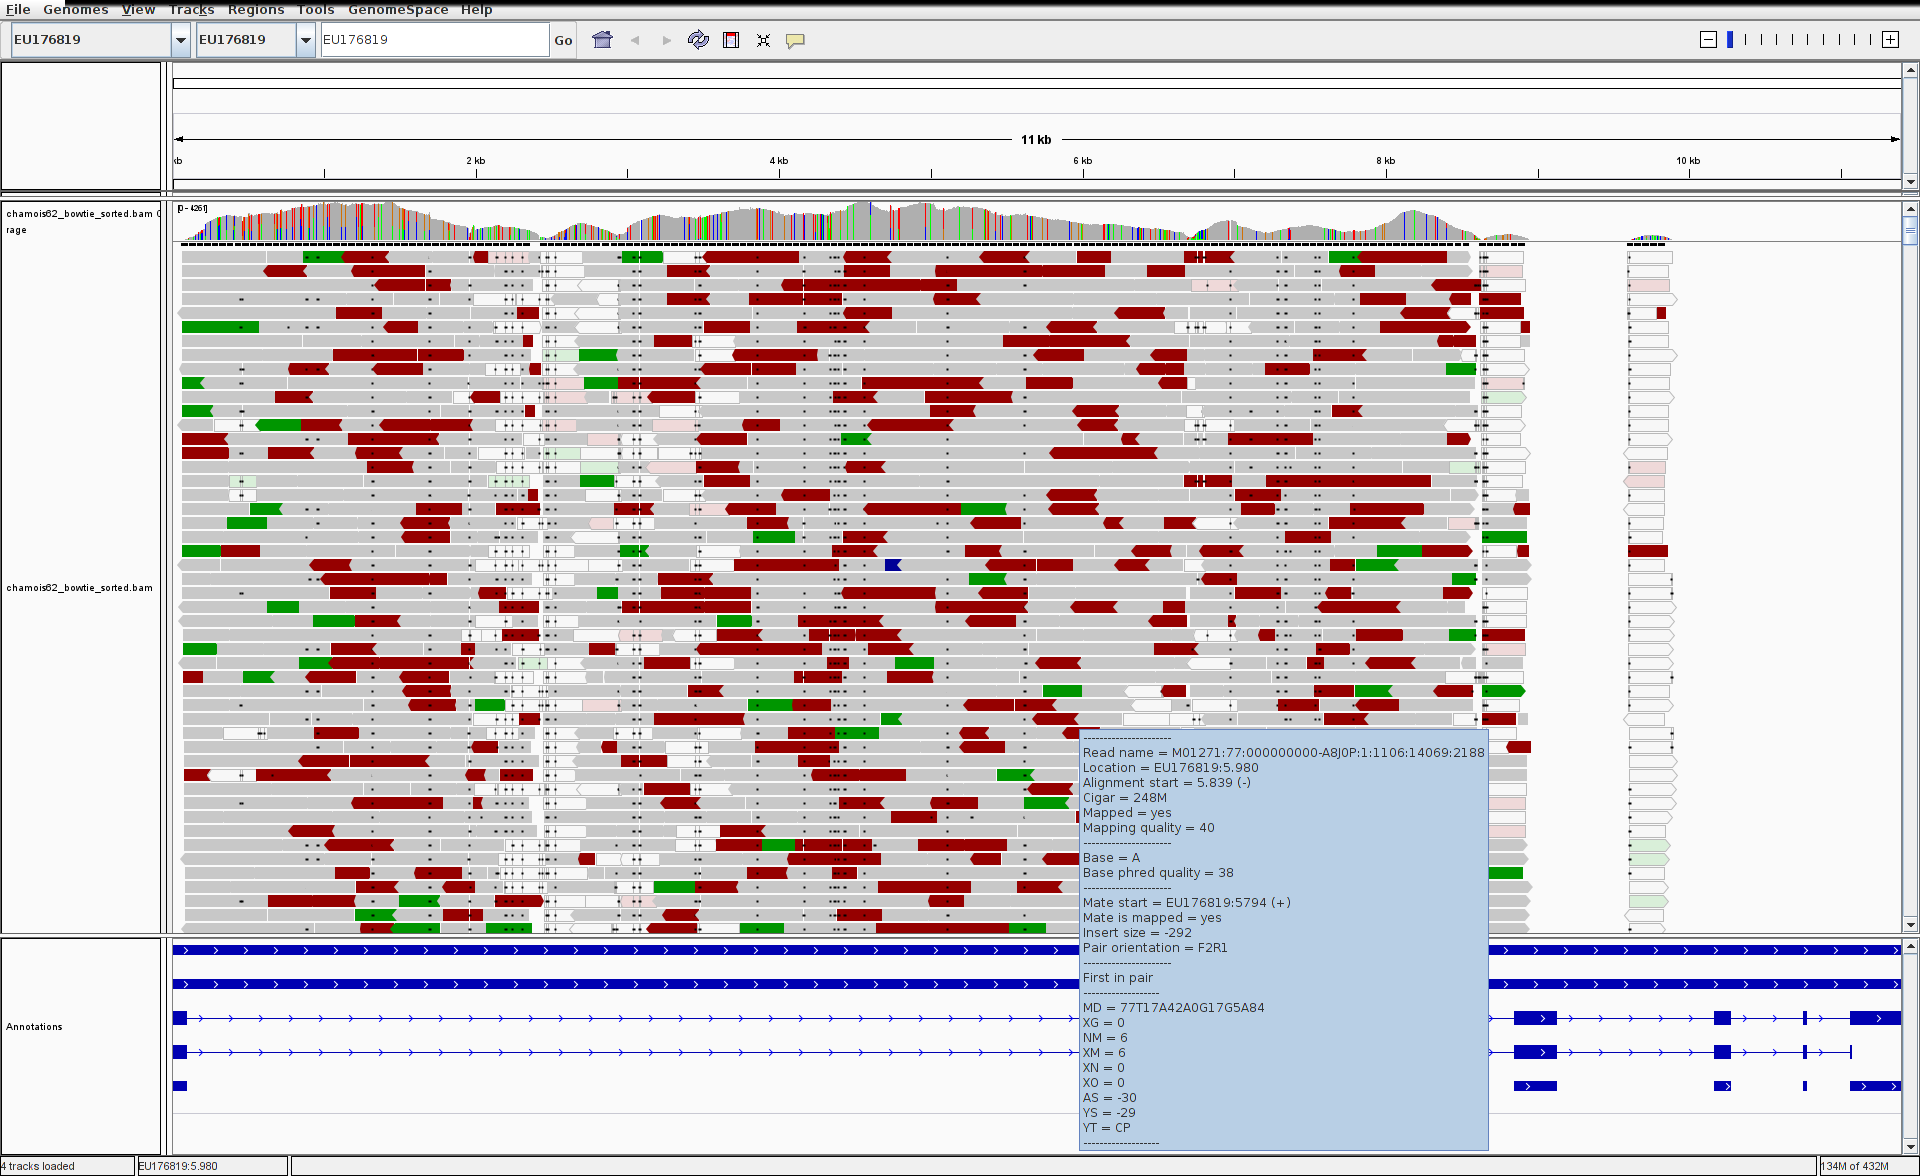 File Genomes View Tracks Regions Tools GenomeSpace Help
EU176819 EU176819 EU176819 Go
11 kb
kb 2 kb 4 kb 6 kb 8 kb 10 kb
chamois62_bowtie_sorted.bam C
rage
[0 - 4261]
chamois62_bowtie_sorted.bam
-----------------------
Read name = M01271:77:000000000-A8J0P:1:1106:14069:2188
Location = EU176819:5.980
Alignment start = 5.839 (-)
Cigar = 248M
Mapped = yes
Mapping quality = 40
-----------------------
Base = A
Base phred quality = 38
-----------------------
Mate start = EU176819:5794 (+)
Mate is mapped = yes
Insert size = -292
Pair orientation = F2R1
-----------------------
First in pair
--------------------
MD = 77T17A42A0G17G5A84
XG = 0
NM = 6
XM = 6
XN = 0
XO = 0
AS = -30
YS = -29
YT = CP
--------------------
Annotations
4 tracks loaded EU176819:5.980 134M of 432M